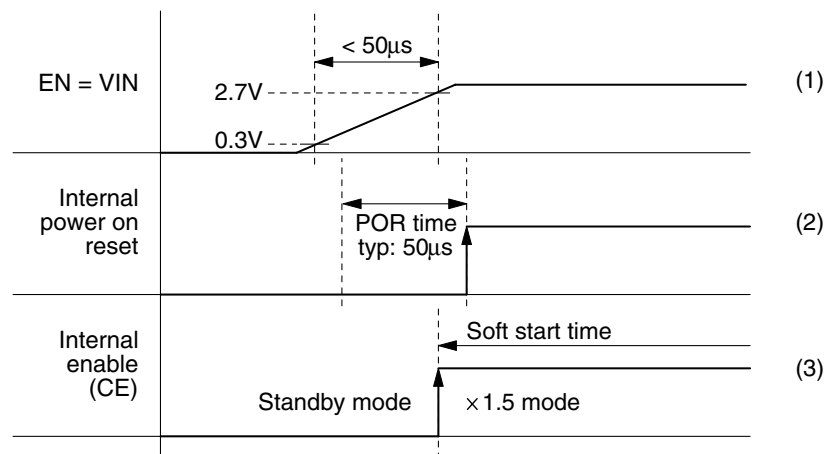 < 50µs
EN = VIN
2.7V
0.3V
(1)
Internal
power on
reset
POR time
typ: 50µs
(2)
Internal
enable
(CE)
Soft start time
Standby mode
×1.5 mode
(3)